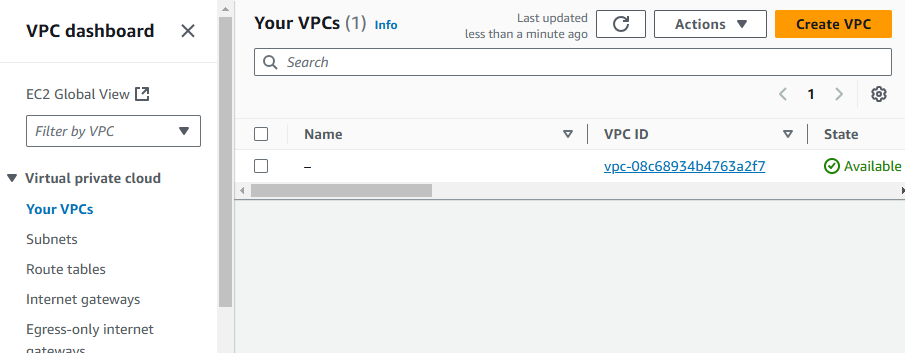 VPC dashboard
EC2 Global View
Filter by VPC
Virtual private cloud
Your VPCs
Subnets
Route tables
Internet gateways
Egress-only internet
gateways
Your VPCs (1) Info
Last updated
less than a minute ago
Actions
Create VPC
Search
1
Name VPC ID State
– vpc-08c68934b4763a2f7 Available